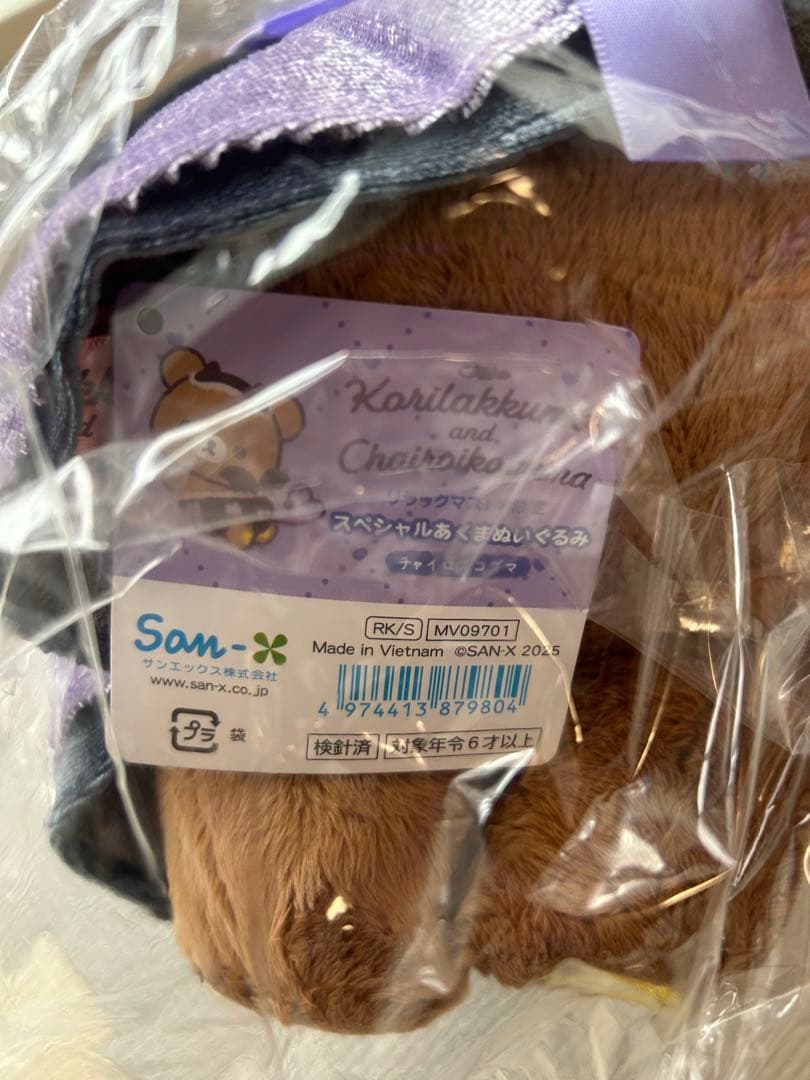 Korilakkuma
and
Chairoikoguma
スペシャルあくまぬいぐるみ
San-X
サンエックス株式会社
www.san-x.co.jp
RK/S MV09701
Made in Vietnam ©SAN-X 2025
4 974413 879804
プラ 袋
検針済 対象年令6才以上